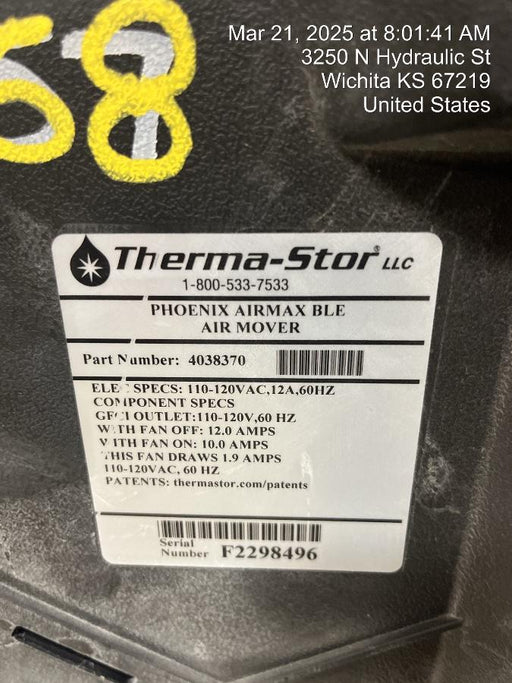 Mar 21, 2025 at 8:01:41 AM
3250 N Hydraulic St
Wichita KS 67219
United States
58
Therma-Stor® LLC
1-800-533-7533
PHOENIX AIRMAX BLE
AIR MOVER
Part Number: 4038370
ELEC SPECS: 110-120VAC,12A,60HZ
COMPONENT SPECS
GFCI OUTLET:110-120V,60 HZ
WITH FAN OFF: 12.0 AMPS
WITH FAN ON: 10.0 AMPS
THIS FAN DRAWS 1.9 AMPS
110-120VAC, 60 HZ
PATENTS: thermastor.com/patents
Serial
Number F2298496